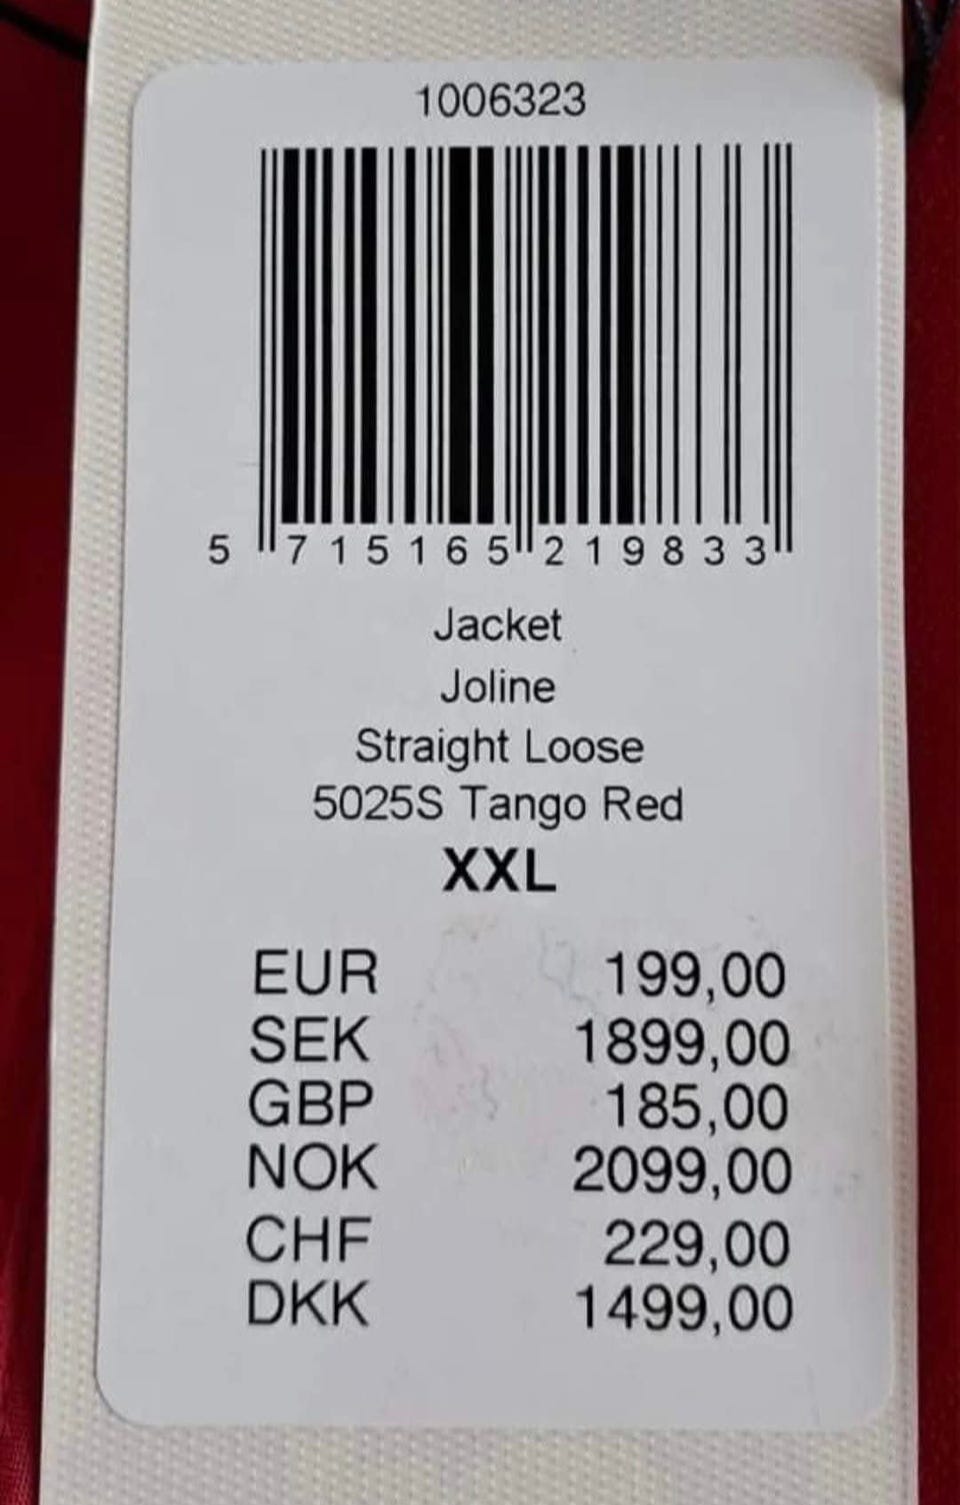 1006323
5 715165 219833
Jacket
Joline
Straight Loose
5025S Tango Red
XXL
EUR 199,00
SEK 1899,00
GBP 185,00
NOK 2099,00
CHF 229,00
DKK 1499,00